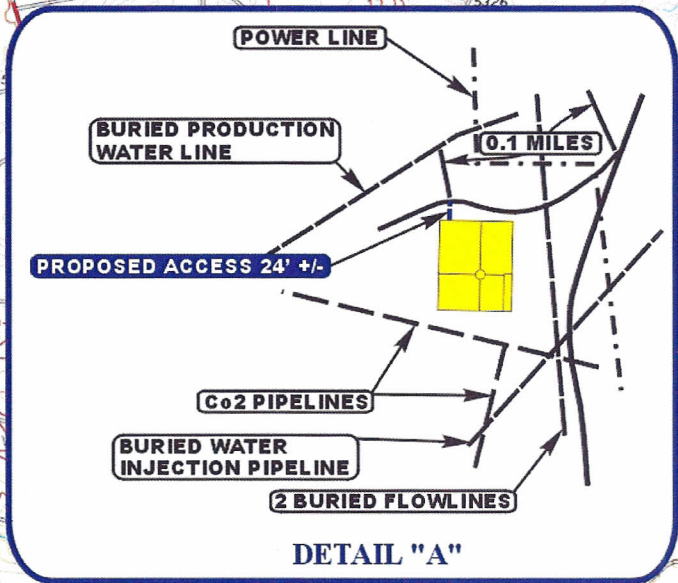 5326
POWER LINE
BURIED PRODUCTION
WATER LINE
0.1 MILES
PROPOSED ACCESS 24' +/-
Co2 PIPELINES
BURIED WATER
INJECTION PIPELINE
2 BURIED FLOWLINES
DETAIL "A"